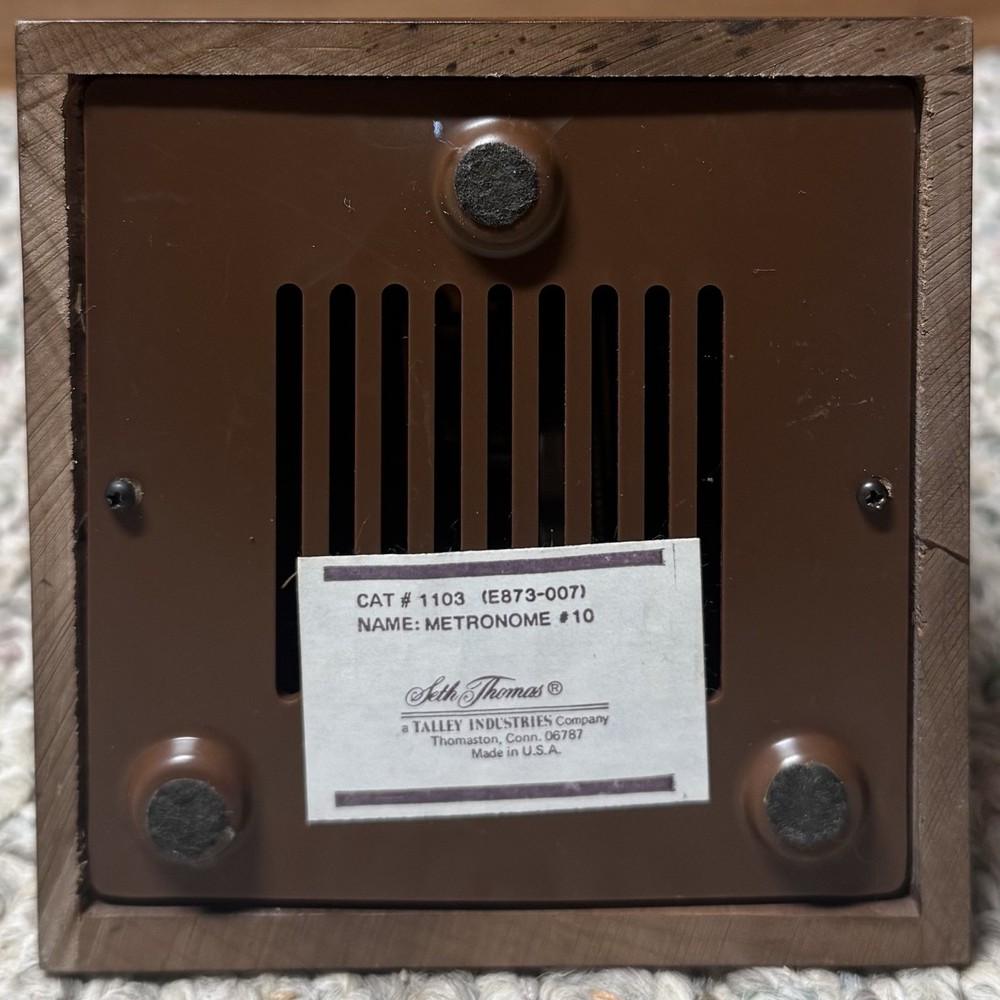 CAT # 1103 (E873-007)
NAME: METRONOME #10
Seth Thomas®
a TALLEY INDUSTRIES Company
Thomaston, Conn. 06787
Made in U.S.A.